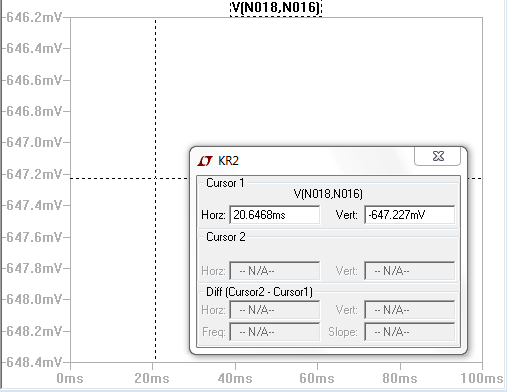 V(N018,N016)
-646.2mV
-646.4mV
-646.6mV
-646.8mV
-647.0mV
-647.2mV
-647.4mV
-647.6mV
-647.8mV
-648.0mV
-648.2mV
-648.4mV
0ms 20ms 40ms 60ms 80ms 100ms
KR2
Cursor 1
V(N018,N016)
Horz: 20.6468ms Vert: -647.227mV
Cursor 2
Horz: -- N/A-- Vert: -- N/A--
Diff (Cursor2 - Cursor1)
Horz: -- N/A-- Vert: -- N/A--
Freq: -- N/A-- Slope: -- N/A--